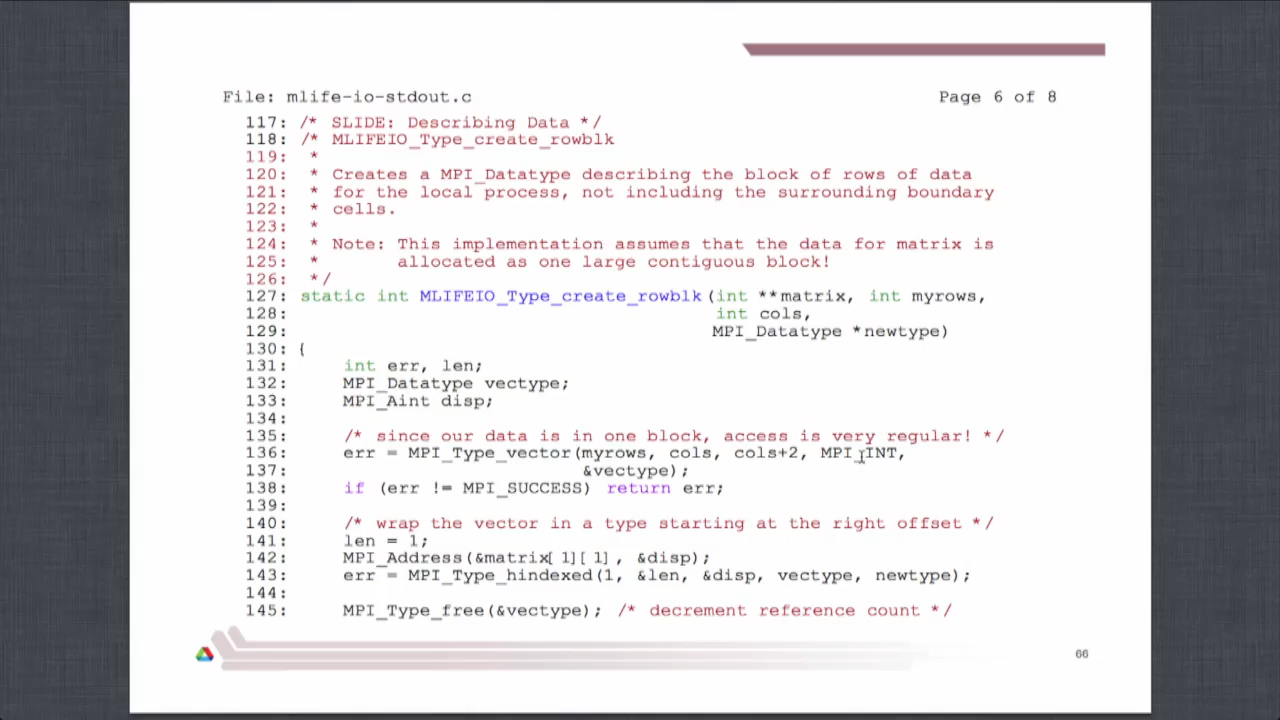 File: mlife-io-stdout.c Page 6 of 8
117: /* SLIDE: Describing Data */
118: /* MLIFEIO_Type_create_rowblk
119: *
120: * Creates a MPI_Datatype describing the block of rows of data
121: * for the local process, not including the surrounding boundary
122: * cells.
123: *
124: * Note: This implementation assumes that the data for matrix is
125: * allocated as one large contiguous block!
126: */
127: static int MLIFEIO_Type_create_rowblk(int **matrix, int myrows,
128: int cols,
129: MPI_Datatype *newtype)
130: {
131: int err, len;
132: MPI_Datatype vectype;
133: MPI_Aint disp;
134:
135: /* since our data is in one block, access is very regular! */
136: err = MPI_Type_vector(myrows, cols, cols+2, MPI_INT,
137: &vectype);
138: if (err != MPI_SUCCESS) return err;
139:
140: /* wrap the vector in a type starting at the right offset */
141: len = 1;
142: MPI_Address(&matrix[1][1], &disp);
143: err = MPI_Type_hindexed(1, &len, &disp, vectype, newtype);
144:
145: MPI_Type_free(&vectype); /* decrement reference count */
66